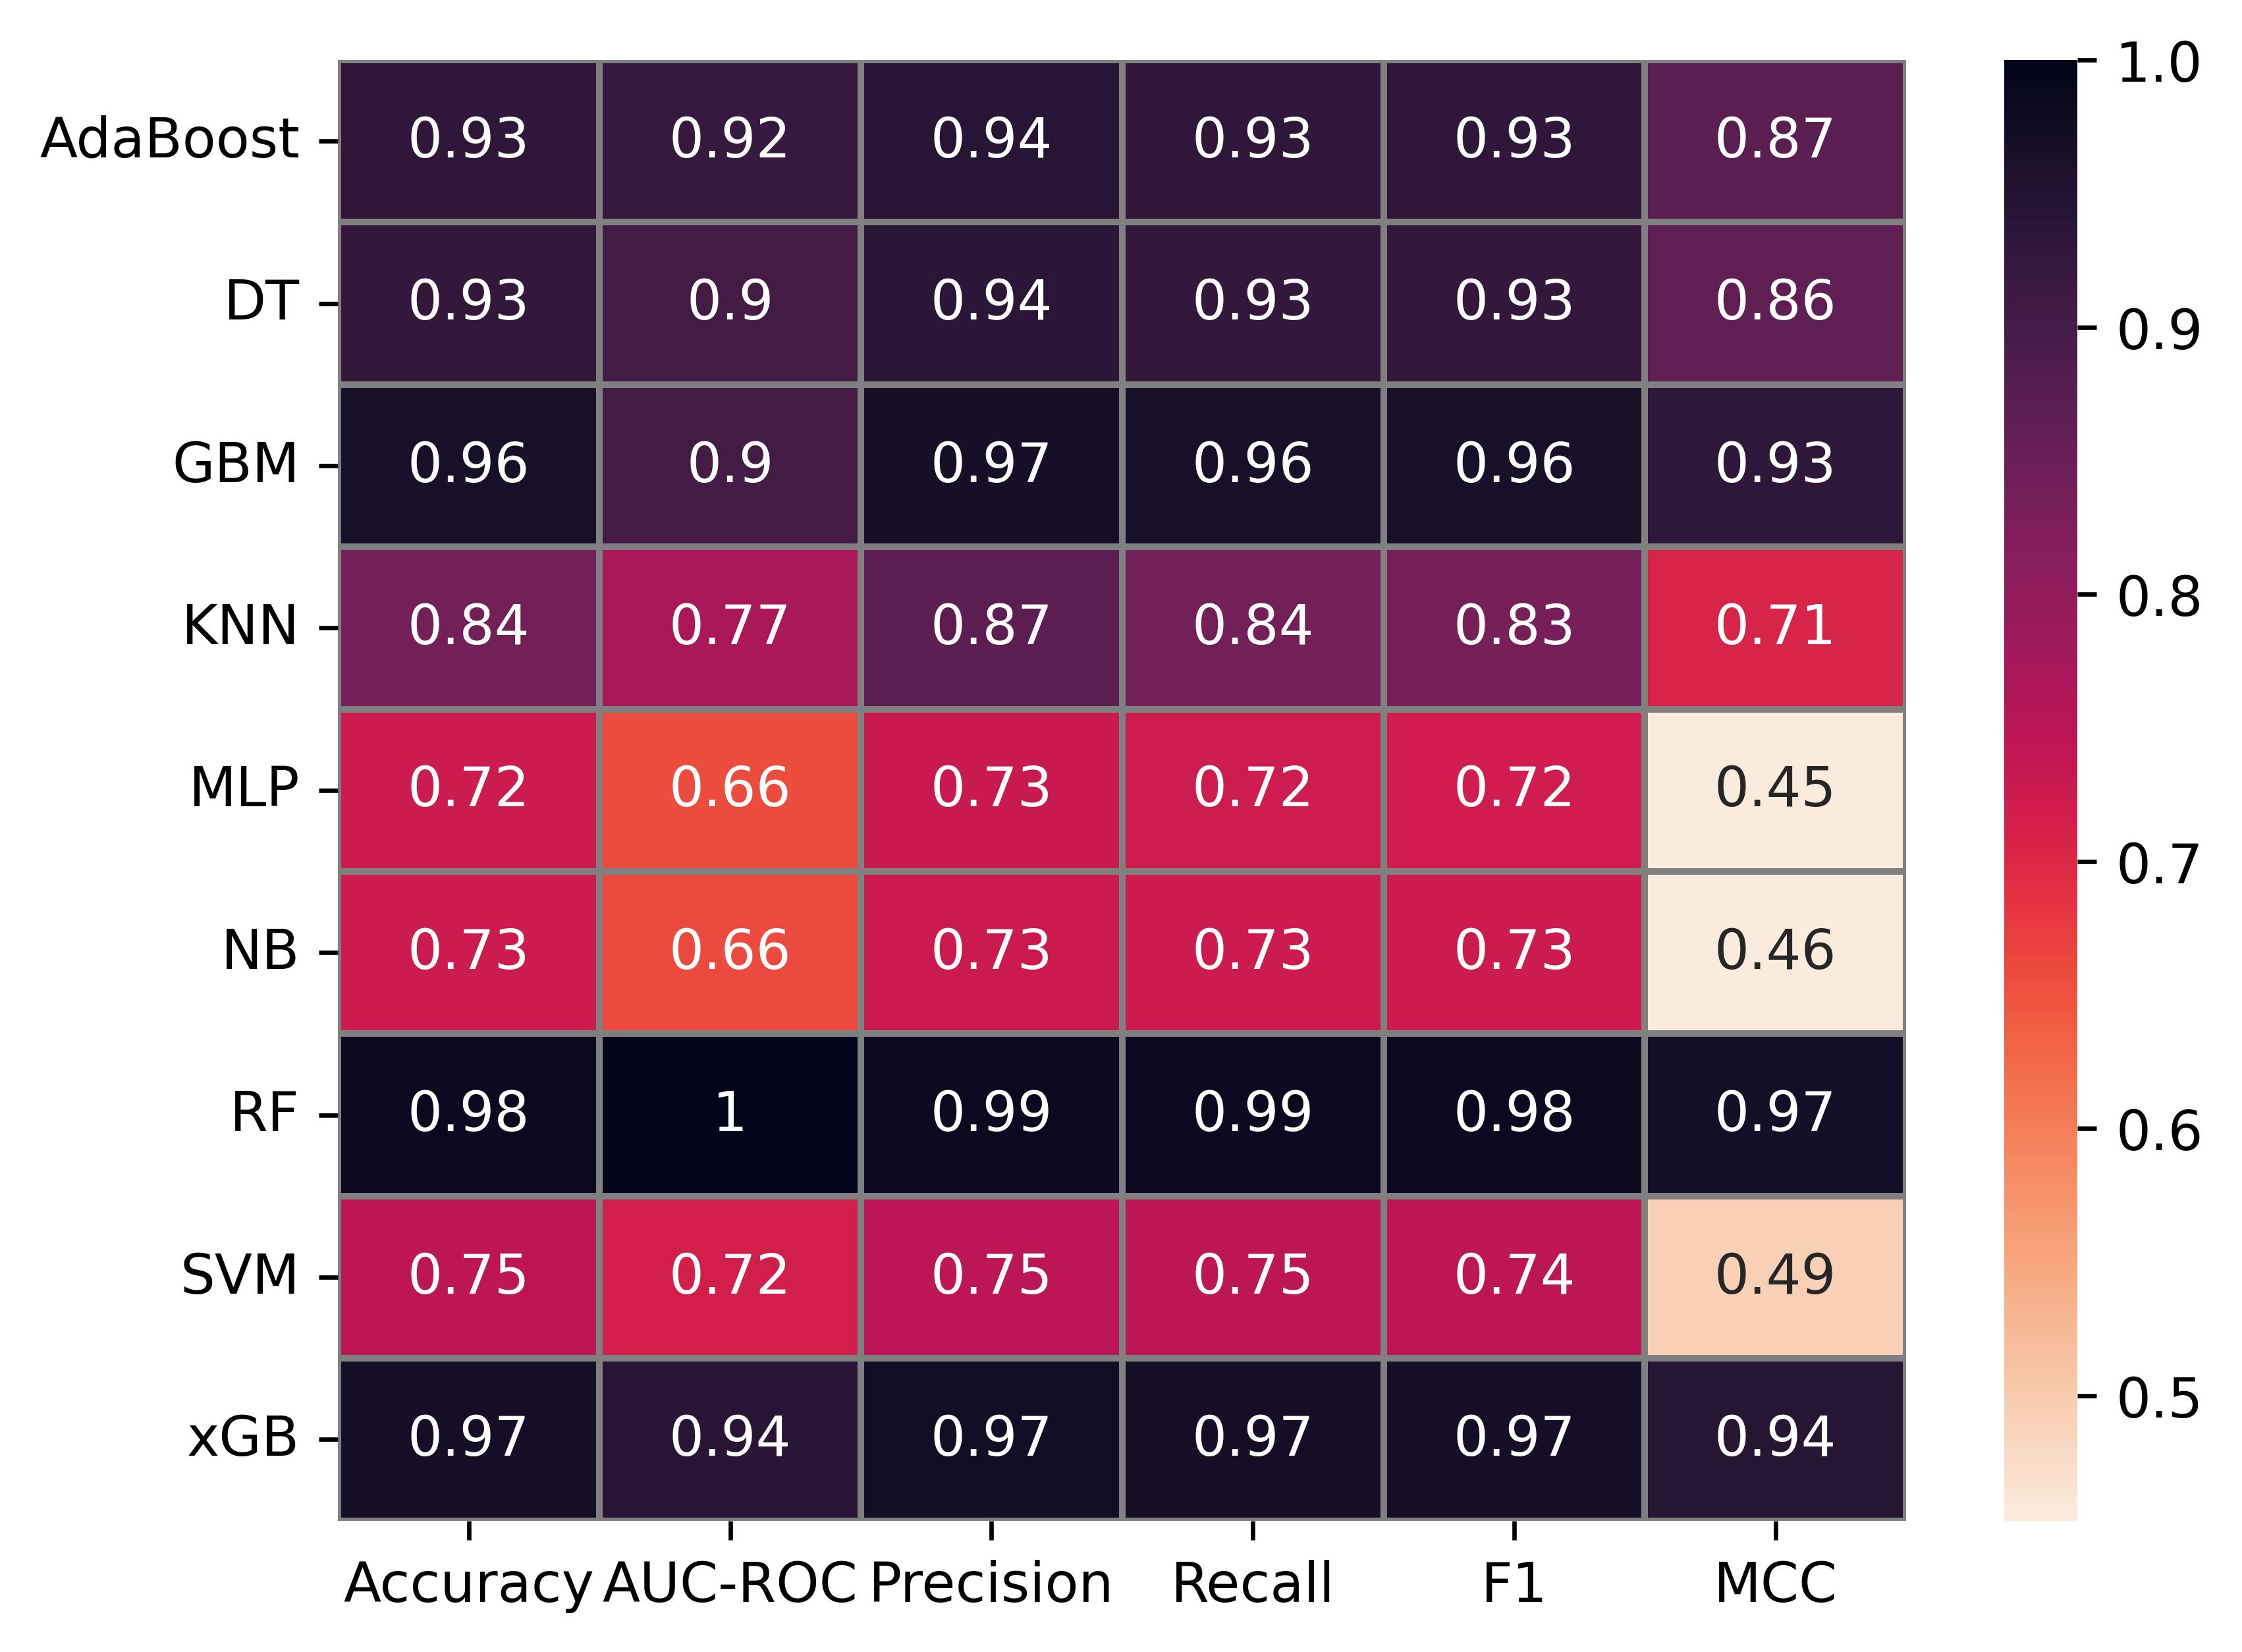 AdaBoost 0.93 0.92 0.94 0.93 0.93 0.87
DT 0.93 0.9 0.94 0.93 0.93 0.86
GBM 0.96 0.9 0.97 0.96 0.96 0.93
KNN 0.84 0.77 0.87 0.84 0.83 0.71
MLP 0.72 0.66 0.73 0.72 0.72 0.45
NB 0.73 0.66 0.73 0.73 0.73 0.46
RF 0.98 1 0.99 0.99 0.98 0.97
SVM 0.75 0.72 0.75 0.75 0.74 0.49
xGB 0.97 0.94 0.97 0.97 0.97 0.94
Accuracy AUC-ROC Precision Recall F1 MCC
1.0
0.9
0.8
0.7
0.6
0.5